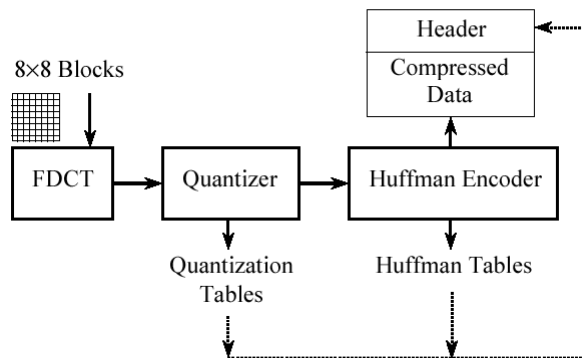 Header
Compressed
Data
8×8 Blocks
FDCT
Quantizer
Huffman Encoder
Quantization
Tables
Huffman Tables